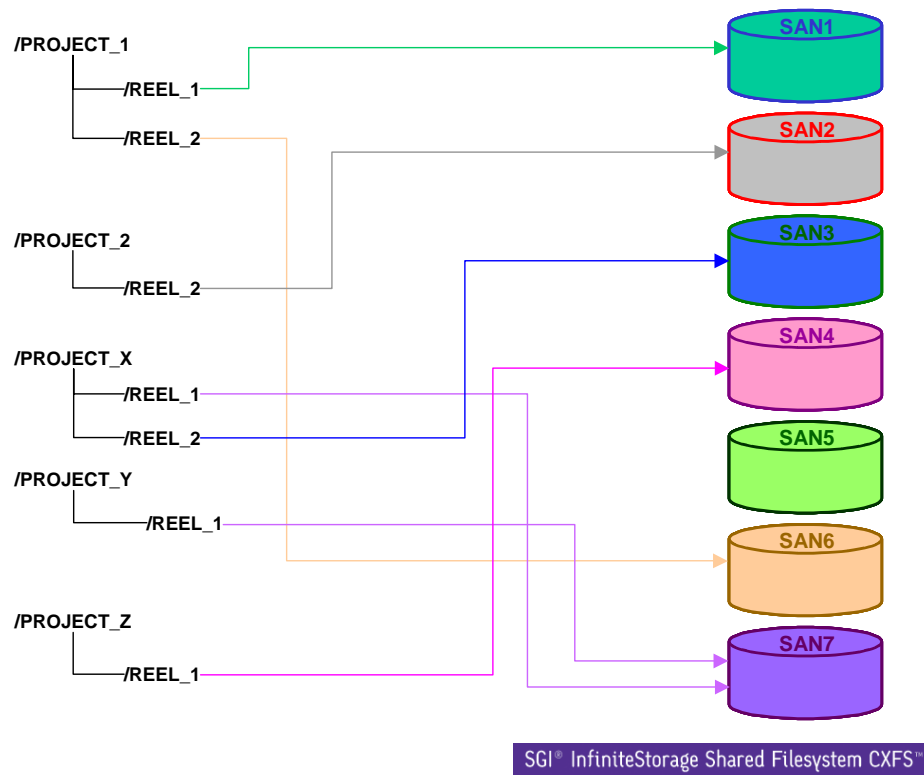 /PROJECT_1
/REEL_1
/REEL_2
/PROJECT_2
/REEL_2
/PROJECT_X
/REEL_1
/REEL_2
/PROJECT_Y
/REEL_1
/PROJECT_Z
/REEL_1
SAN1
SAN2
SAN3
SAN4
SAN5
SAN6
SAN7
SGI® InfiniteStorage Shared Filesystem CXFS™